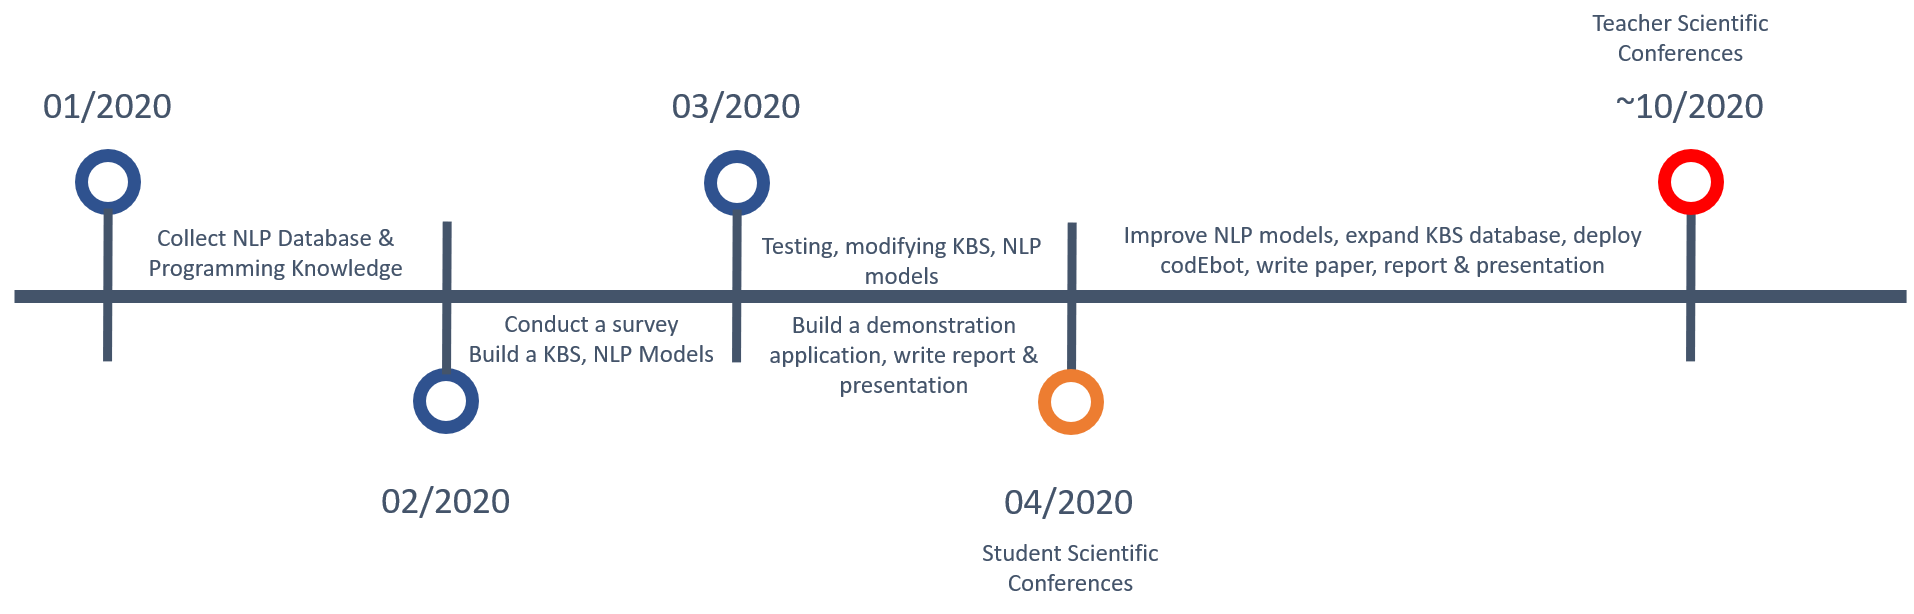 Teacher Scientific
Conferences
01/2020
03/2020
~10/2020
Collect NLP Database &
Programming Knowledge
Testing, modifying KBS, NLP
models
Improve NLP models, expand KBS database, deploy
codEbot, write paper, report & presentation
Conduct a survey
Build a KBS, NLP Models
Build a demonstration
application, write report &
presentation
02/2020
04/2020
Student Scientific
Conferences